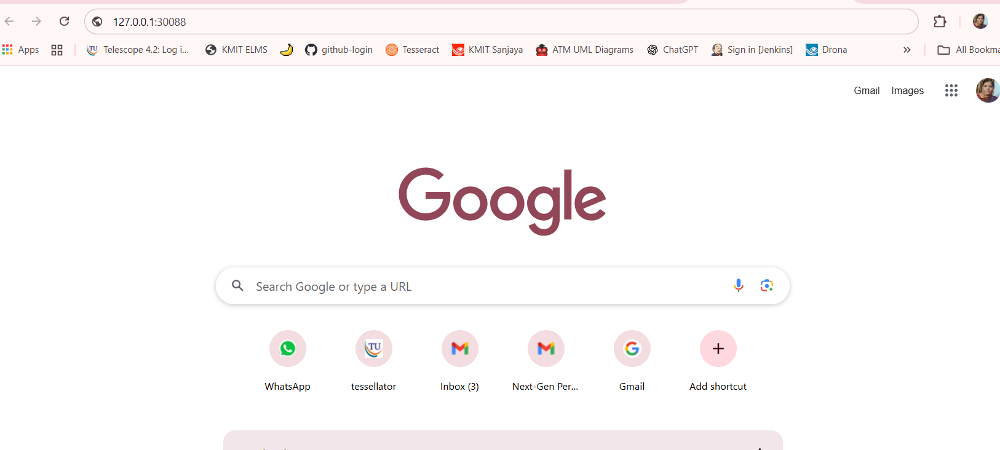 127.0.0.1:30088
Apps
Telescope 4.2: Log i...
KMIT ELMS
github-login
Tesseract
KMIT Sanjaya
ATM UML Diagrams
ChatGPT
Sign in [Jenkins]
Drona
All Bookma
Gmail
Images
Google
Search Google or type a URL
TU
WhatsApp
tessellator
Inbox (3)
Next-Gen Per...
Gmail
Add shortcut